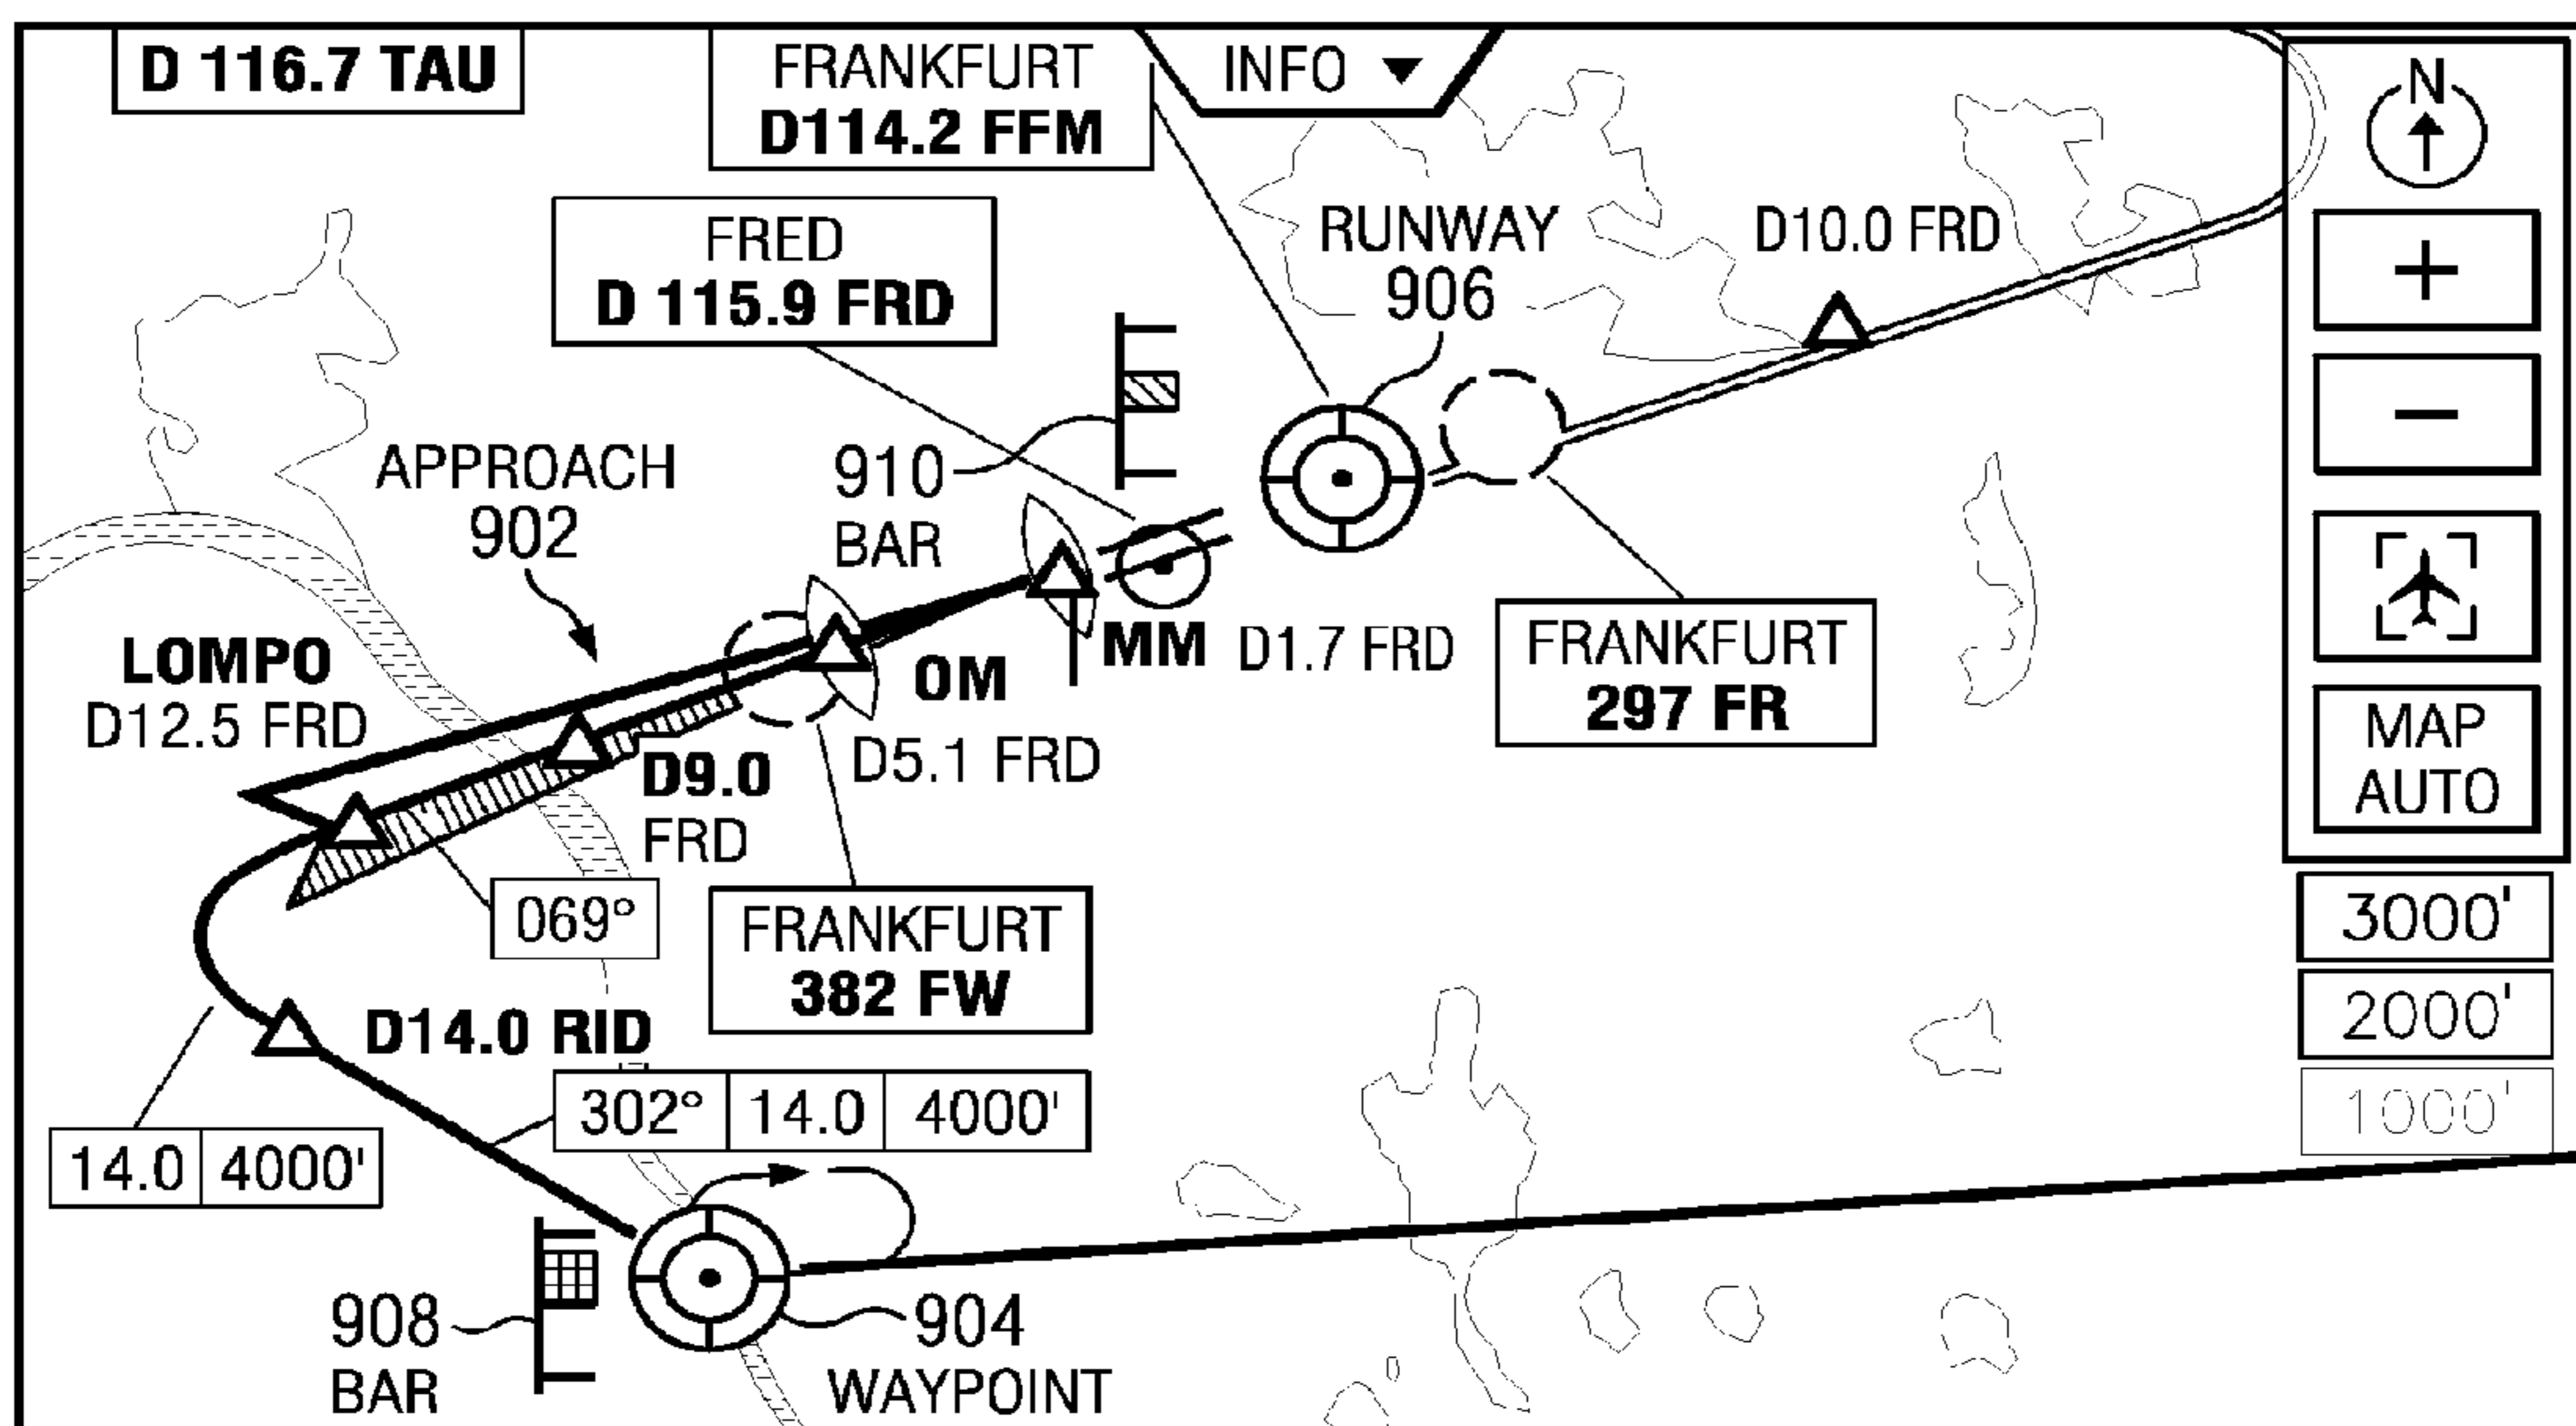 D 116.7 TAU
FRANKFURT
D114.2 FFM
INFO
N
FRED
D 115.9 FRD
RUNWAY
906
D10.0 FRD
+
−
APPROACH
902
910
BAR
LOMPO
D12.5 FRD
OM
D5.1 FRD
MM D1.7 FRD
FRANKFURT
297 FR
MAP
AUTO
D9.0
FRD
069°
FRANKFURT
382 FW
3000'
2000'
1000'
D14.0 RID
302° 14.0 4000'
14.0 4000'
908
BAR
904
WAYPOINT